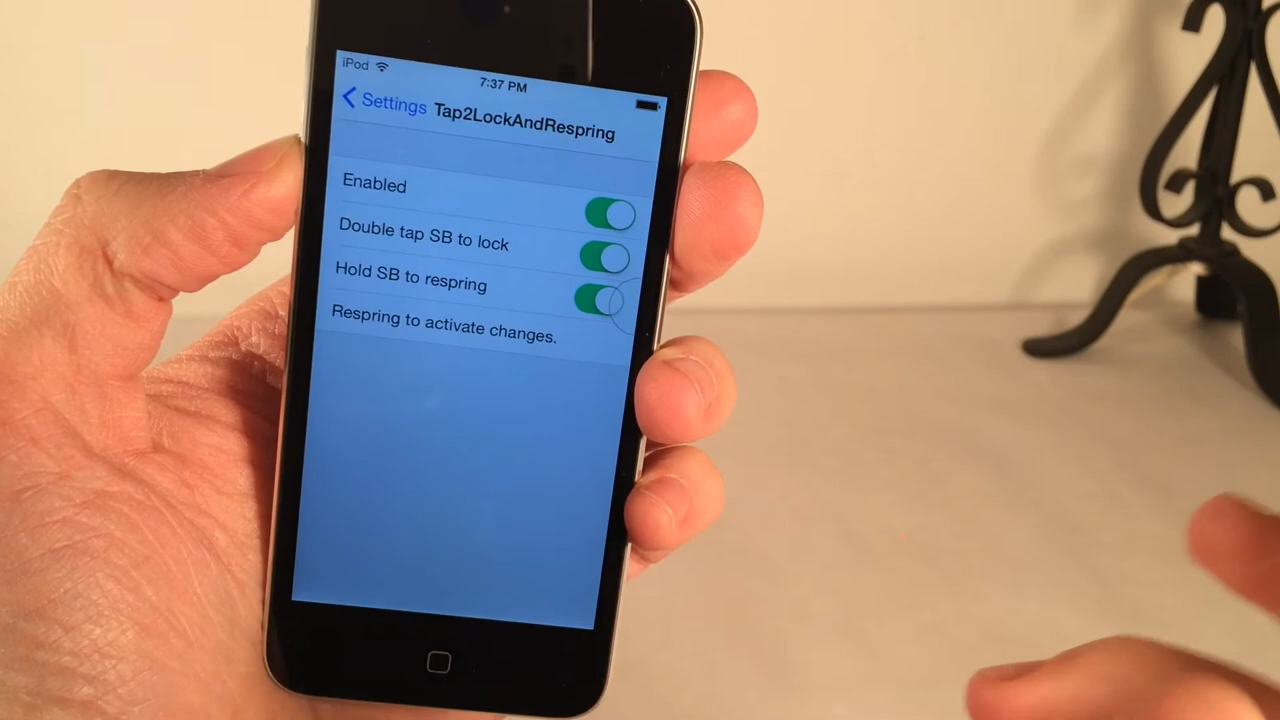 iPod
7:37 PM
Settings Tap2LockAndRespring
Enabled
Double tap SB to lock
Hold SB to respring
Respring to activate changes.